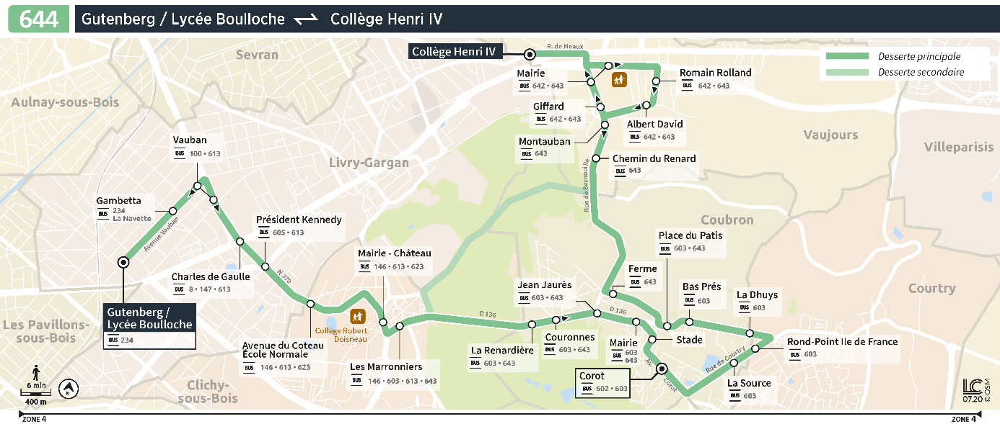 644
Gutenberg / Lycée Boulloche ⇌ Collège Henri IV
Sevran
Aulnay-sous-Bois
Livry-Gargan
Vaujours
Villeparisis
Coubron
Courtry
Les Pavillons-
sous-Bois
Clichy-
sous-Bois
Desserte principale
Desserte secondaire
Collège Henri IV
R. de Meaux
Mairie
BUS 642 • 643
Romain Rolland
BUS 642 • 643
Giffard
BUS 642 • 643
Albert David
BUS 642 • 643
Montauban
BUS 643
Chemin du Renard
BUS 643
Rue de Bernouille
Vauban
BUS 100 • 613
Gambetta
BUS 234
La Navette
Avenue Vauban
Gutenberg /
Lycée Boulloche
BUS 234
Président Kennedy
BUS 605 • 613
Charles de Gaulle
BUS 8 • 147 • 613
N 370
Mairie - Château
BUS 146 • 613 • 623
Collège Robert
Doisneau
Avenue du Coteau
École Normale
BUS 146 • 613 • 623
Les Marronniers
BUS 146 • 603 • 613 • 643
D 136
La Renardière
BUS 603 • 643
Jean Jaurès
BUS 603 • 643
Couronnes
BUS 603 • 643
D 136
Ferme
BUS 643
Place du Patis
BUS 603 • 643
Bas Prés
BUS 603
La Dhuys
BUS 603
Mairie
BUS 603
643
Stade
Rond-Point Ile de France
BUS 603
Rue de Courtry
La Source
BUS 603
Corot
BUS 602 • 603
Av. Corot
6 min
400 m
N
LC
07.20
© OSM
ZONE 4
ZONE 4